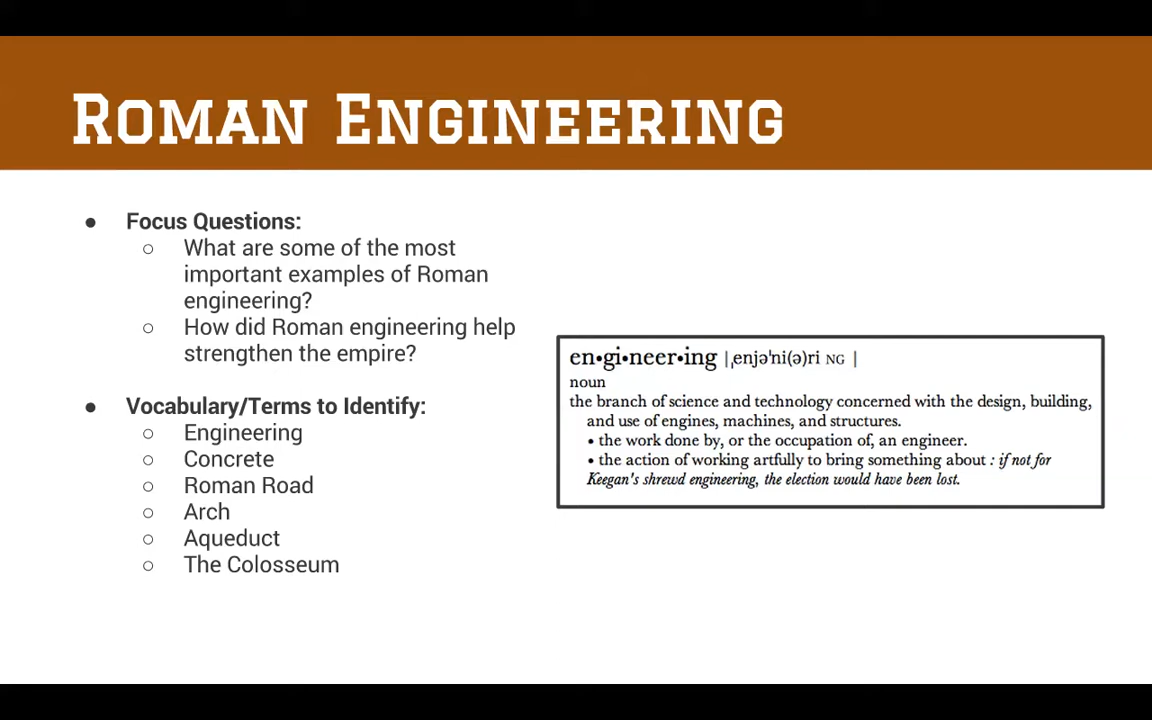 ROMAN ENGINEERING
● Focus Questions:
○ What are some of the most
important examples of Roman
engineering?
○ How did Roman engineering help
strengthen the empire?
● Vocabulary/Terms to Identify:
○ Engineering
○ Concrete
○ Roman Road
○ Arch
○ Aqueduct
○ The Colosseum
en•gi•neer•ing |ˌenjəˈni(ə)ri NG |
noun
the branch of science and technology concerned with the design, building,
and use of engines, machines, and structures.
• the work done by, or the occupation of, an engineer.
• the action of working artfully to bring something about : if not for
Keegan's shrewd engineering, the election would have been lost.